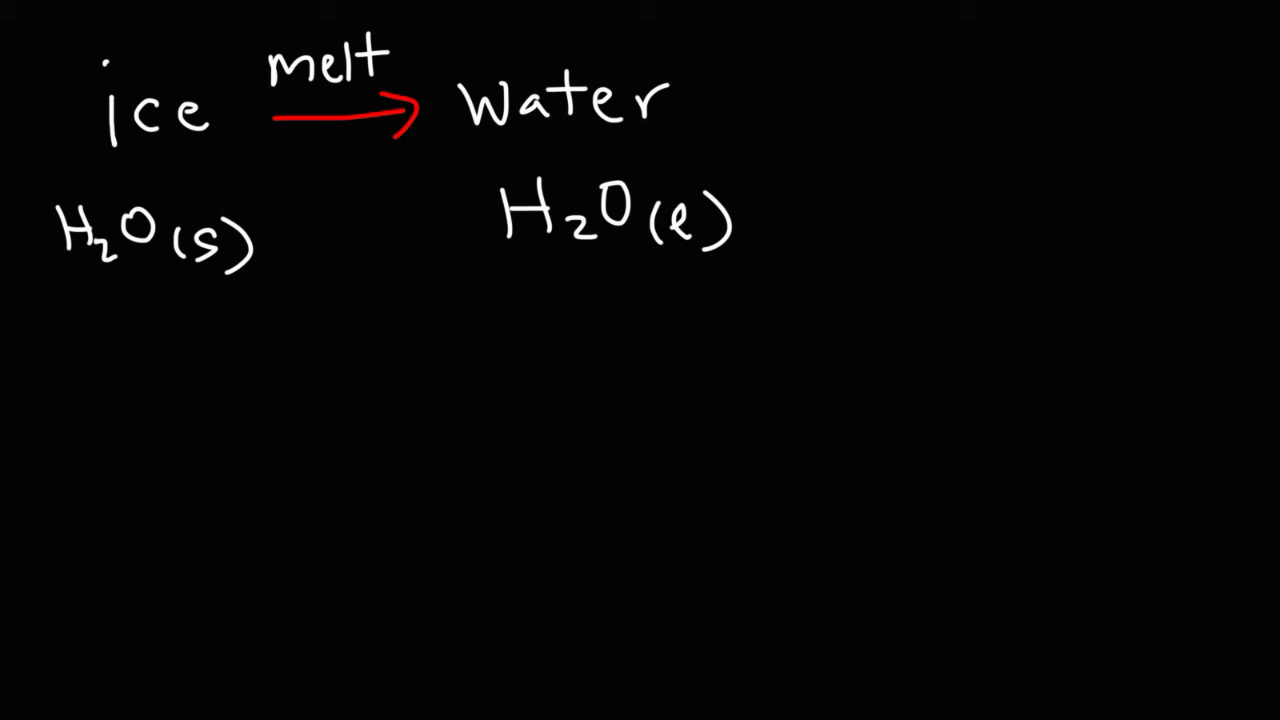 ice melt → water
H₂O(s) H₂O(l)